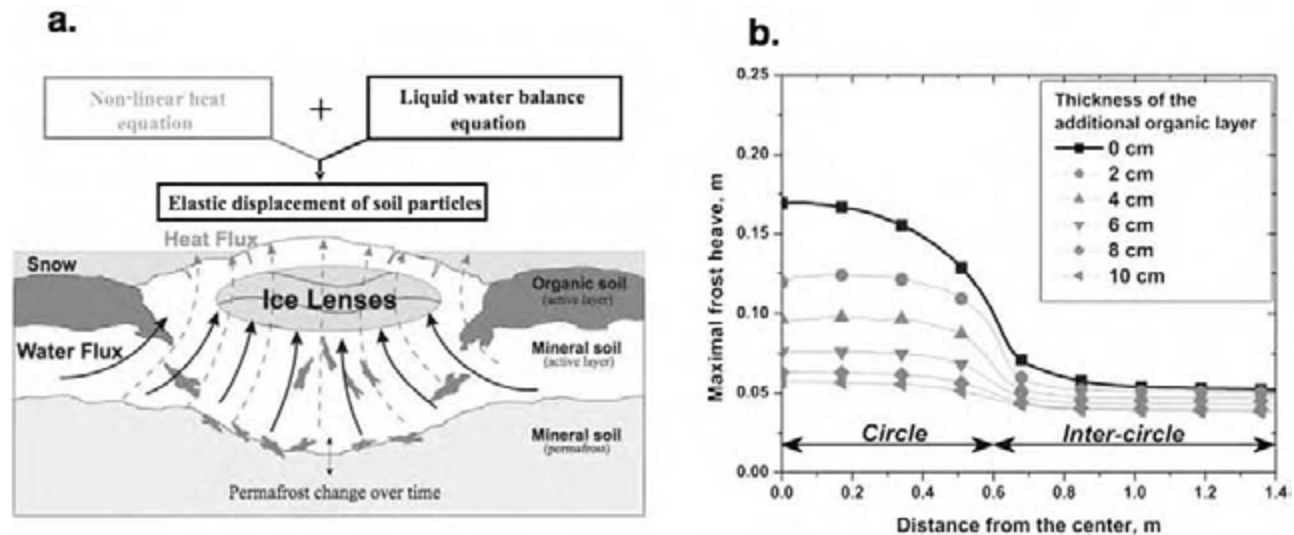 a.
Non-linear heat
equation
+
Liquid water balance
equation
Elastic displacement of soil particles
Heat Flux
Snow
Organic soil
(active layer)
Ice Lenses
Water Flux
Mineral soil
(active layer)
Mineral soil
(permafrost)
Permafrost change over time
b.
Maximal frost heave, m
0.25
0.20
0.15
0.10
0.05
0.00
Thickness of the
additional organic layer
0 cm
2 cm
4 cm
6 cm
8 cm
10 cm
Circle
Inter-circle
0.0 0.2 0.4 0.6 0.8 1.0 1.2 1.4
Distance from the center, m